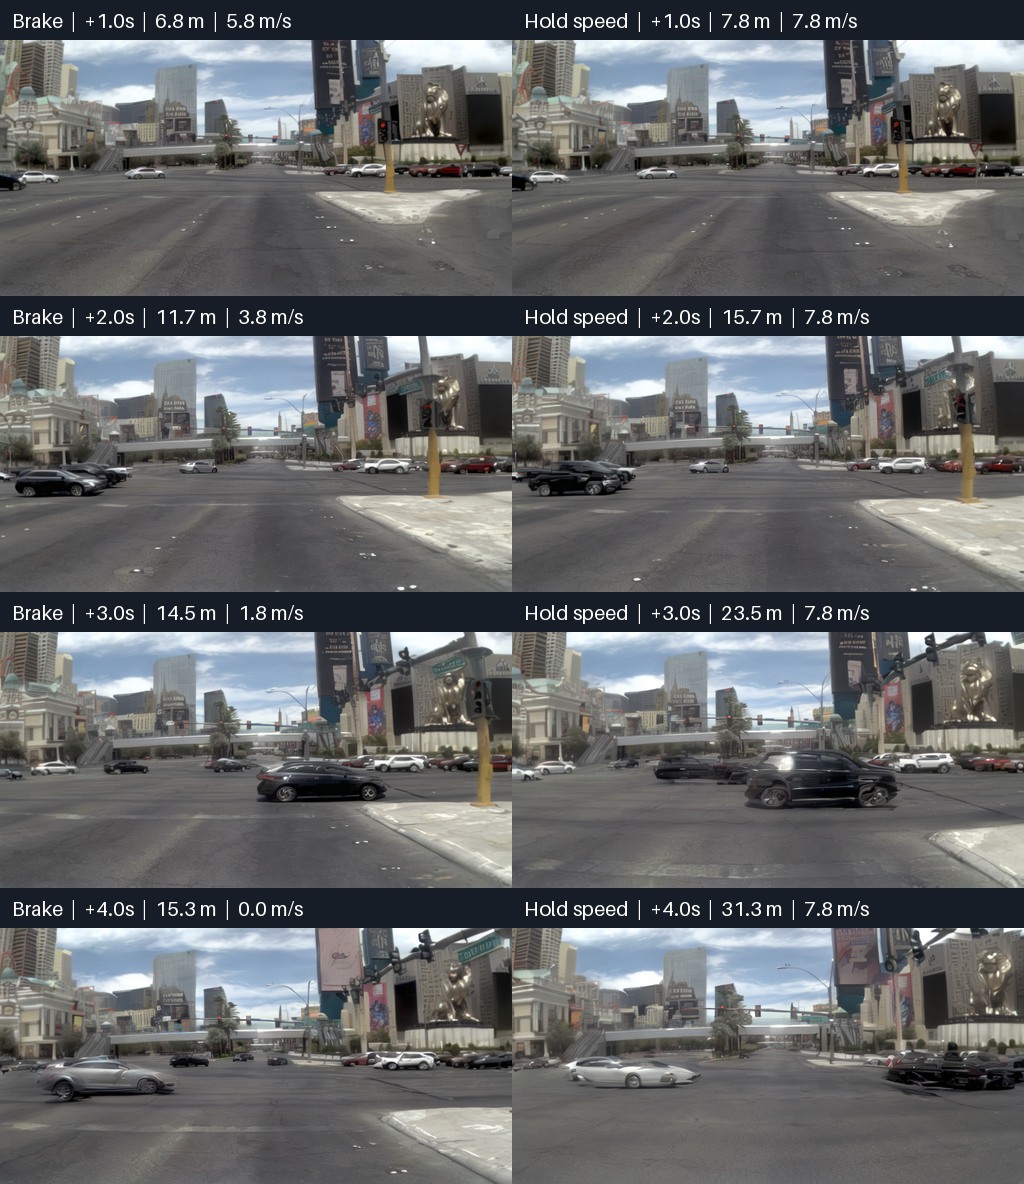 Brake | +1.0s | 6.8 m | 5.8 m/s
Hold speed | +1.0s | 7.8 m | 7.8 m/s
Brake | +2.0s | 11.7 m | 3.8 m/s
Hold speed | +2.0s | 15.7 m | 7.8 m/s
Brake | +3.0s | 14.5 m | 1.8 m/s
Hold speed | +3.0s | 23.5 m | 7.8 m/s
Brake | +4.0s | 15.3 m | 0.0 m/s
Hold speed | +4.0s | 31.3 m | 7.8 m/s